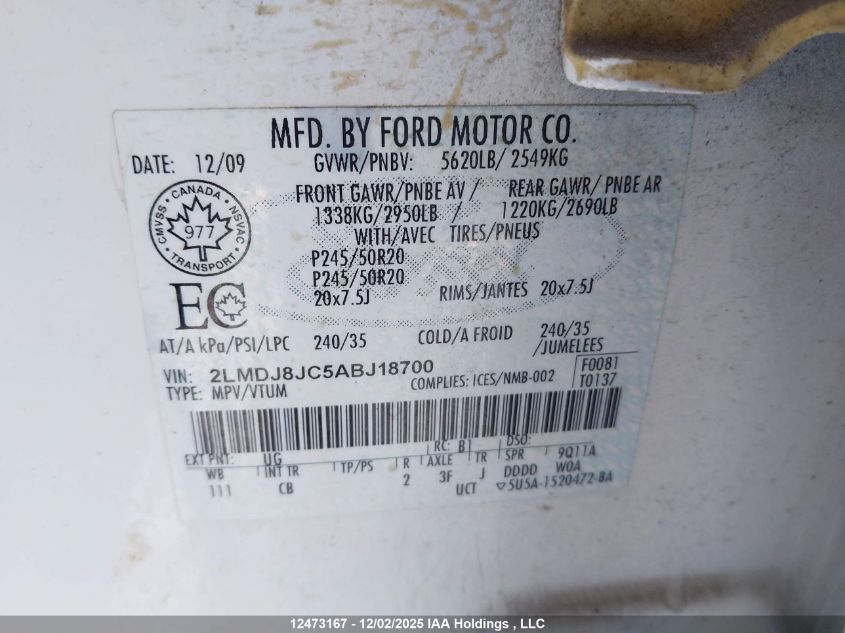 MFD. BY FORD MOTOR CO.
DATE: 12/09 GVWR/PNBV: 5620LB/ 2549KG
FRONT GAWR/PNBE AV / REAR GAWR/ PNBE AR
1338KG/2950LB / 1220KG/2690LB
WITH/AVEC TIRES/PNEUS
CANADA
CMVSS NSVAC
977
TRANSPORT
P245/50R20
P245/50R20
20x7.5J RIMS/JANTES 20x7.5J
EC
AT/A kPa/PSI/LPC 240/35 COLD/A FROID 240/35
/JUMELEES
VIN: 2LMDJ8JC5ABJ18700 F0081
TYPE: MPV/VTUM COMPLIES: ICES/NMB-002 T0137
EXT PNT: UG RC: B1 DSO:
WB INT TR TP/PS R AXLE TR SPR 9Q11A
111 CB 2 3F J DDDD WOA
UCT 5U5A-1520472-BA
12473167 - 12/02/2025 IAA Holdings , LLC